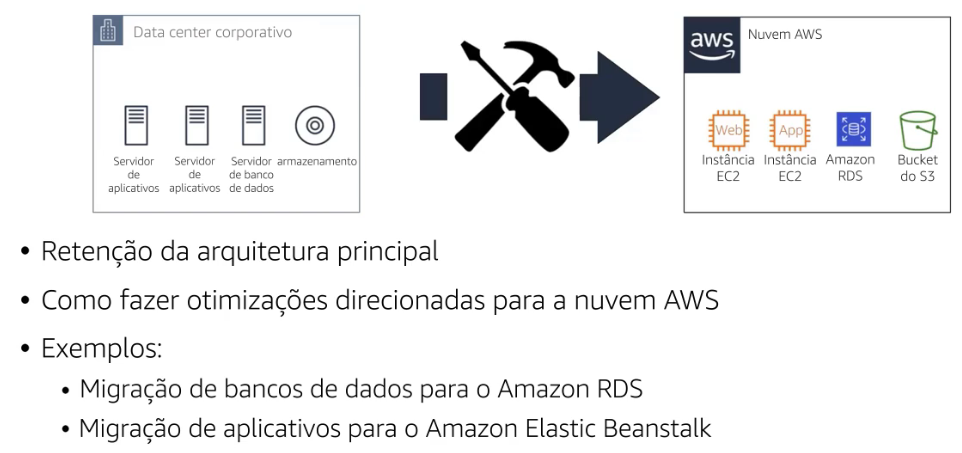 Data center corporativo
Servidor de aplicativos
Servidor de aplicativos
Servidor de banco de dados
armazenamento
aws
Nuvem AWS
Web
App
Instância EC2
Instância EC2
Amazon RDS
Bucket do S3
• Retenção da arquitetura principal
• Como fazer otimizações direcionadas para a nuvem AWS
• Exemplos:
• Migração de bancos de dados para o Amazon RDS
• Migração de aplicativos para o Amazon Elastic Beanstalk